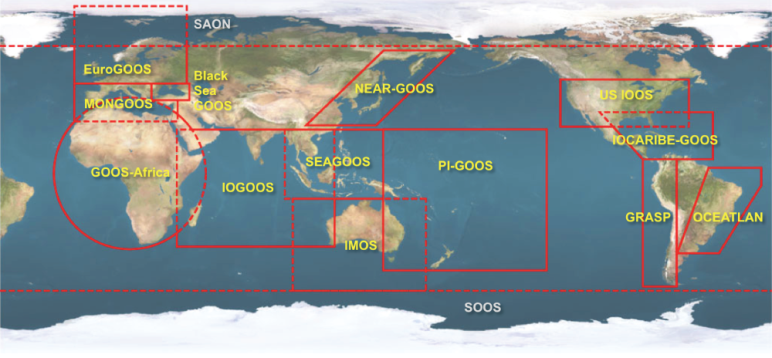 SAON
EuroGOOS
Black
Sea
GOOS
MONGOOS
NEAR-GOOS
US IOOS
IOCARIBE-GOOS
GOOS-Africa
SEAGOOS
PI-GOOS
IOGOOS
GRASP
OCEATLAN
IMOS
SOOS